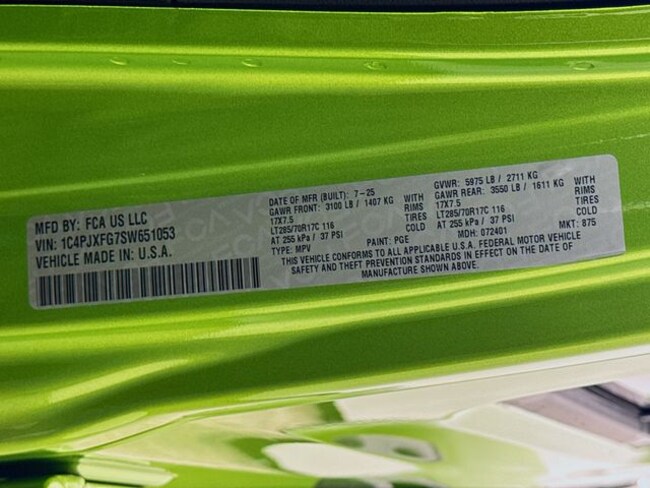 MFD BY: FCA US LLC
VIN: 1C4PJXFG7SW651053
VEHICLE MADE IN: U.S.A.
DATE OF MFR (BUILT): 7-25
GAWR FRONT: 3100 LB / 1407 KG WITH
17X7.5 RIMS
LT285/70R17C 116 TIRES
AT 255 kPa / 37 PSI COLD
TYPE: MPV PAINT: PGE
GVWR: 5975 LB / 2711 KG
GAWR REAR: 3550 LB / 1611 KG WITH
17X7.5 RIMS
LT285/70R17C 116 TIRES
AT 255 kPa / 37 PSI COLD
MDH: 072401 MKT: 875
THIS VEHICLE CONFORMS TO ALL APPLICABLE U.S.A. FEDERAL MOTOR VEHICLE
SAFETY AND THEFT PREVENTION STANDARDS IN EFFECT ON THE DATE OF
MANUFACTURE SHOWN ABOVE.